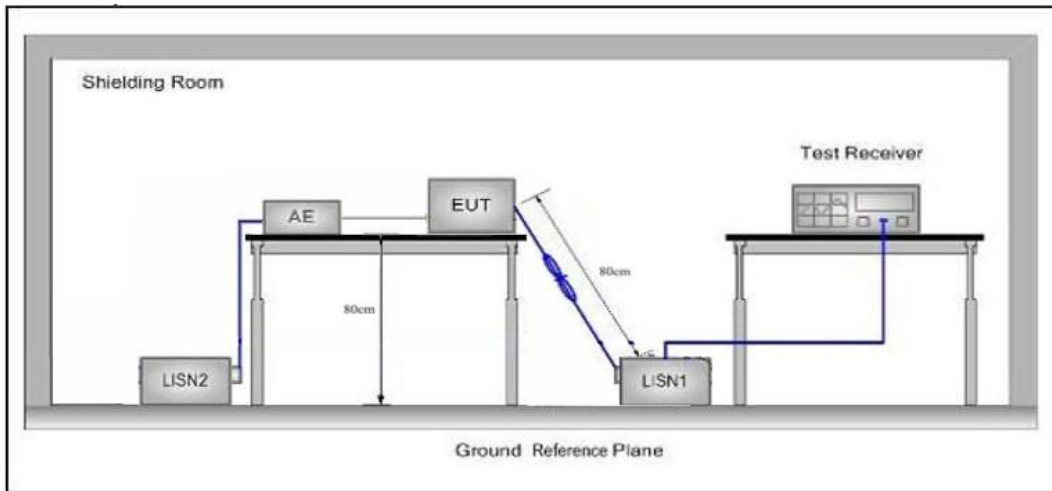 Shielding Room
Test Receiver
AE
EUT
80cm
80cm
LISN2
LISN1
Ground Reference Plane